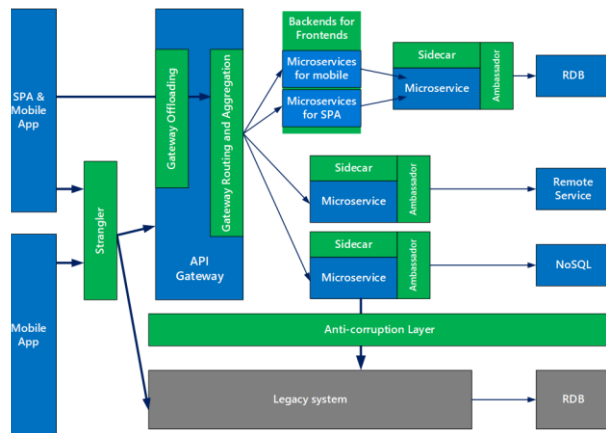 SPA &
Mobile
App
Mobile
App
Strangler
Gateway Offloading
Gateway Routing and Aggregation
API
Gateway
Backends for
Frontends
Microservices
for mobile
Microservices
for SPA
Sidecar
Microservice
Ambassador
RDB
Sidecar
Microservice
Ambassador
Remote
Service
Sidecar
Microservice
Ambassador
NoSQL
Anti-corruption Layer
Legacy system
RDB